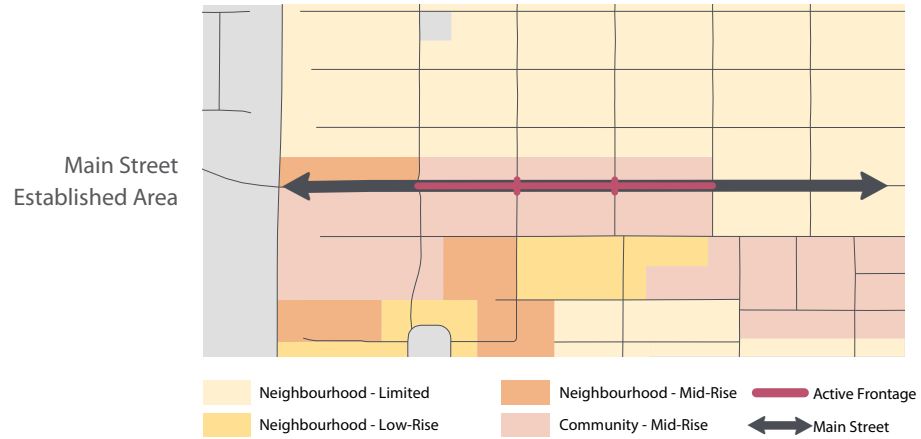 Main Street
Established Area
Neighbourhood - Limited
Neighbourhood - Mid-Rise
Active Frontage
Neighbourhood - Low-Rise
Community - Mid-Rise
Main Street